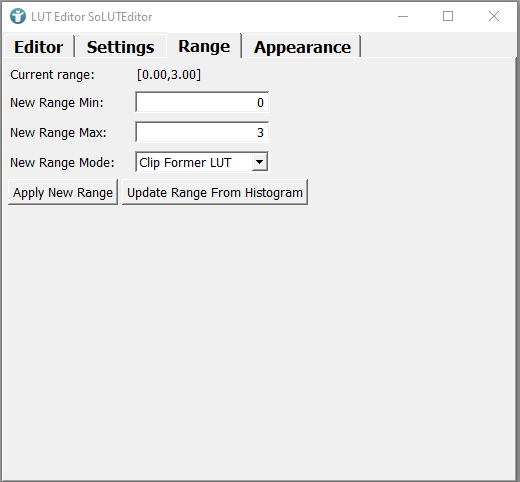 LUT Editor SoLUTEditor
Editor Settings Range Appearance
Current range: [0.00,3.00]
New Range Min: 0
New Range Max: 3
New Range Mode: Clip Former LUT
Apply New Range Update Range From Histogram